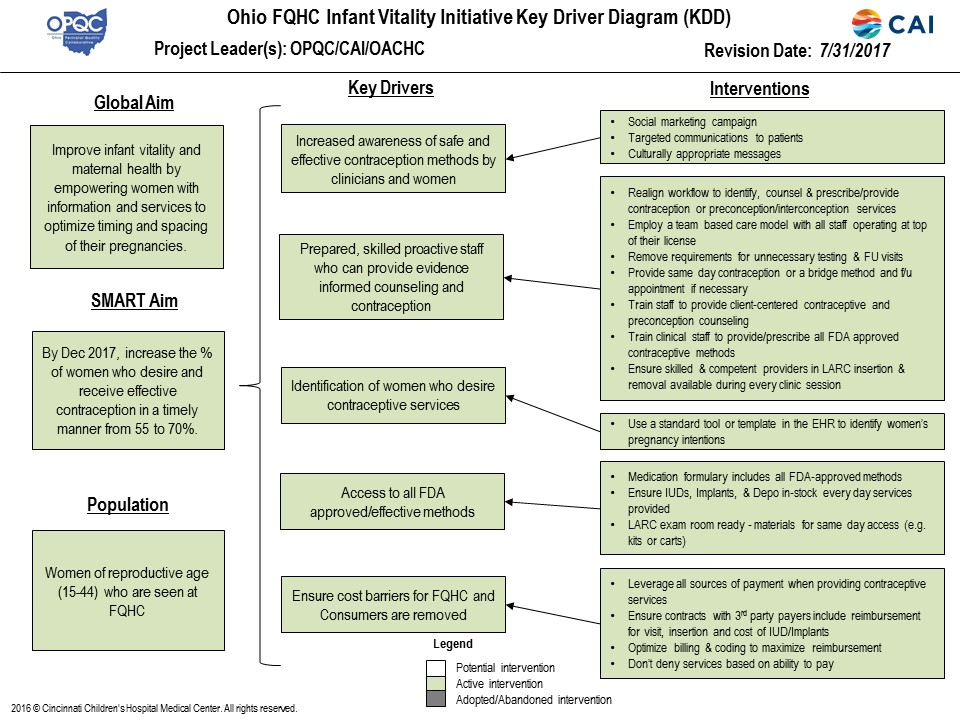 OPQC
Ohio Perinatal Quality
Collaborative
Ohio FQHC Infant Vitality Initiative Key Driver Diagram (KDD)
Project Leader(s): OPQC/CAI/OACHC
CAI
Revision Date: 7/31/2017
Global Aim
Improve infant vitality and
maternal health by
empowering women with
information and services to
optimize timing and spacing
of their pregnancies.
SMART Aim
By Dec 2017, increase the %
of women who desire and
receive effective
contraception in a timely
manner from 55 to 70%.
Population
Women of reproductive age
(15-44) who are seen at
FQHC
Key Drivers
Increased awareness of safe and
effective contraception methods by
clinicians and women
Prepared, skilled proactive staff
who can provide evidence
informed counseling and
contraception
Identification of women who desire
contraceptive services
Access to all FDA
approved/effective methods
Ensure cost barriers for FQHC and
Consumers are removed
Interventions
• Social marketing campaign
• Targeted communications to patients
• Culturally appropriate messages
• Realign workflow to identify, counsel & prescribe/provide
contraception or preconception/interconception services
• Employ a team based care model with all staff operating at top
of their license
• Remove requirements for unnecessary testing & FU visits
• Provide same day contraception or a bridge method and f/u
appointment if necessary
• Train staff to provide client-centered contraceptive and
preconception counseling
• Train clinical staff to provide/prescribe all FDA approved
contraceptive methods
• Ensure skilled & competent providers in LARC insertion &
removal available during every clinic session
• Use a standard tool or template in the EHR to identify women's
pregnancy intentions
• Medication formulary includes all FDA-approved methods
• Ensure IUDs, Implants, & Depo in-stock every day services
provided
• LARC exam room ready - materials for same day access (e.g.
kits or carts)
• Leverage all sources of payment when providing contraceptive
services
• Ensure contracts with 3rd party payers include reimbursement
for visit, insertion and cost of IUD/Implants
• Optimize billing & coding to maximize reimbursement
• Don't deny services based on ability to pay
Legend
Potential intervention
Active intervention
Adopted/Abandoned intervention
2016 © Cincinnati Children's Hospital Medical Center. All rights reserved.